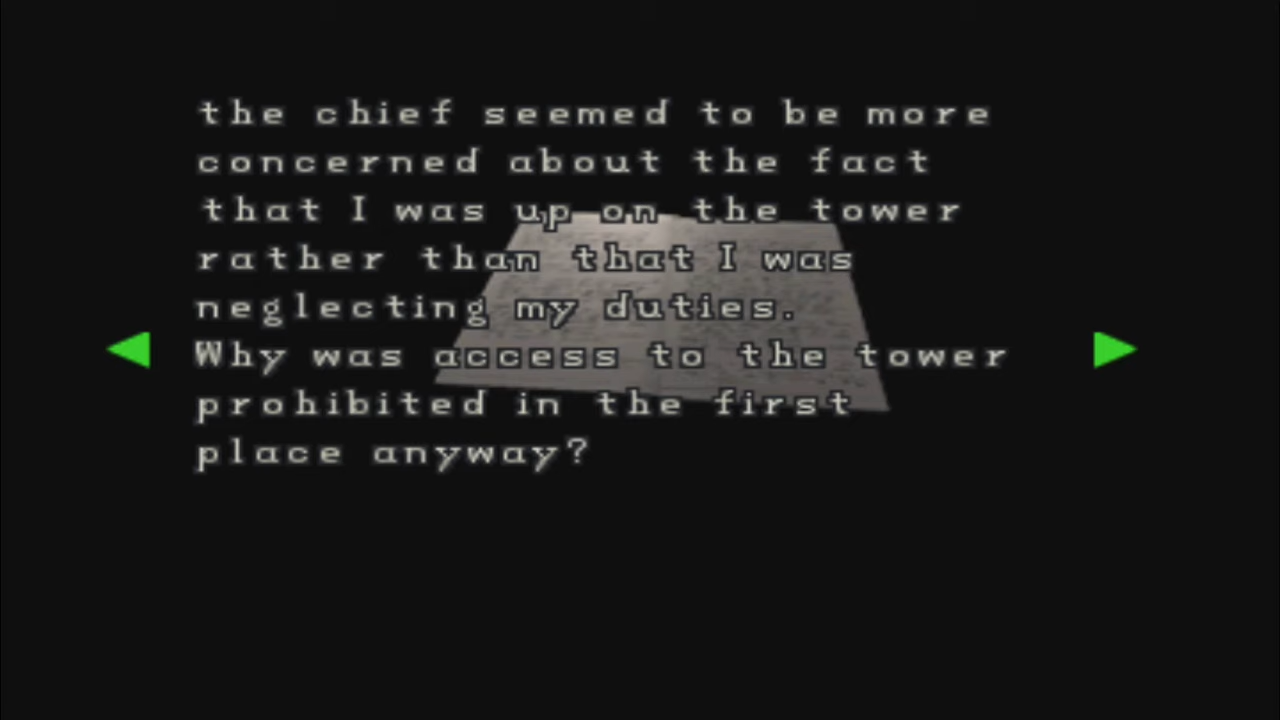 the chief seemed to be more
concerned about the fact
that I was up on the tower
rather than that I was
neglecting my duties.
Why was access to the tower
prohibited in the first
place anyway?